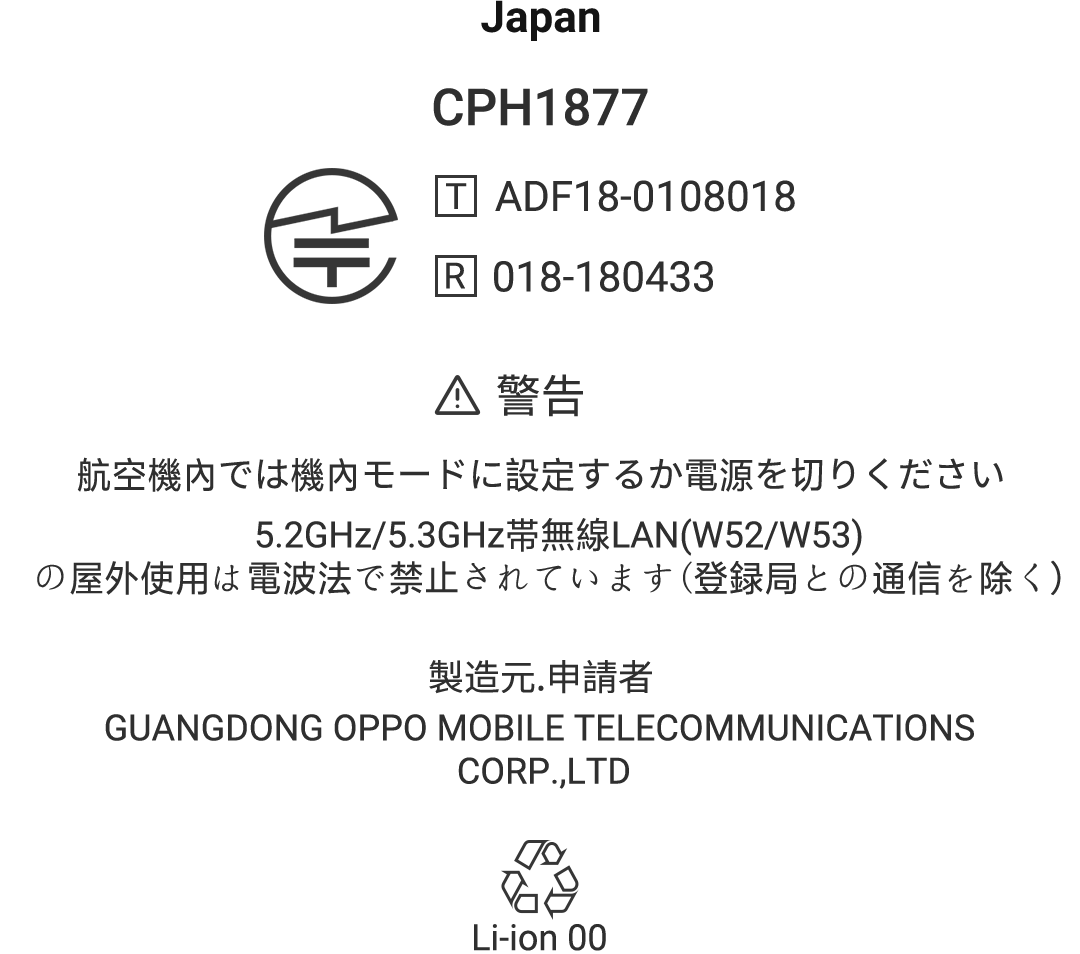 Japan
CPH1877
T ADF18-0108018
R 018-180433
警告
航空機內では機內モードに設定するか電源を切りください
5.2GHz/5.3GHz帯無線LAN(W52/W53)
の屋外使用は電波法で禁止されています(登録局との通信を除く)
製造元.申請者
GUANGDONG OPPO MOBILE TELECOMMUNICATIONS
CORP.,LTD
Li-ion 00